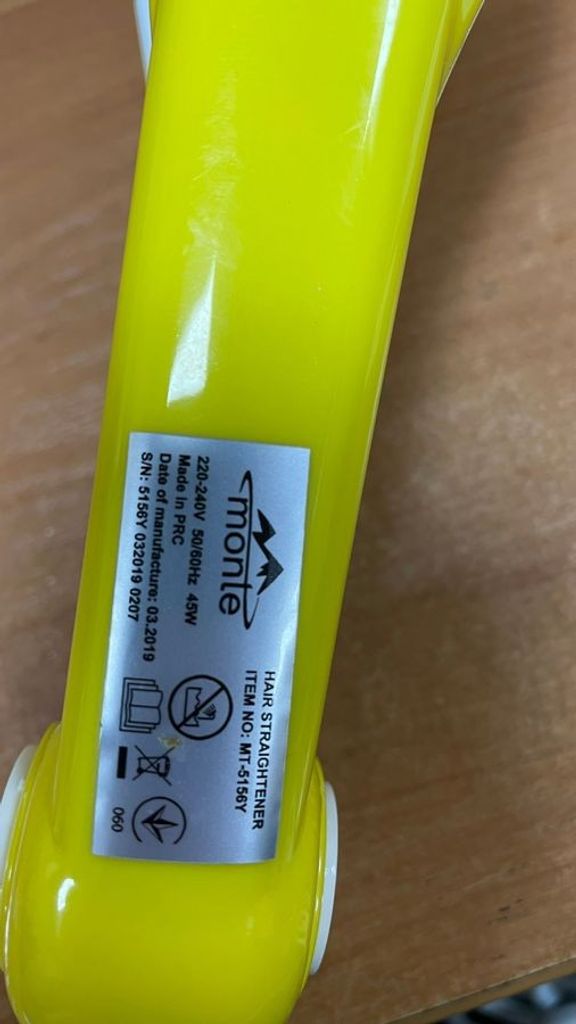 monte
HAIR STRAIGHTENER
ITEM NO: MT-5156Y
220-240V 50/60Hz 45W
Made in PRC
Date of manufacture: 03.2019
S/N: 5156Y 032019 0207
060